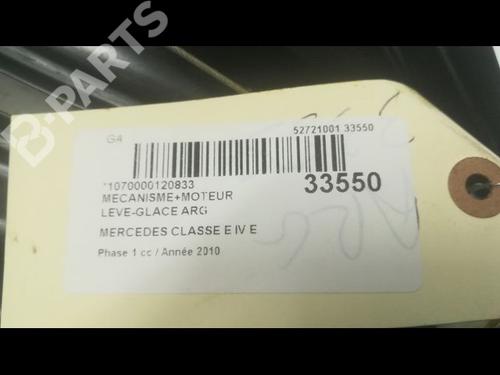 B-PARTS
G4
52721001 33550
*1070000120833
33550
MECANISME+MOTEUR
LEVE-GLACE ARG
MERCEDES CLASSE E IV E
Phase 1 cc / Année 2010